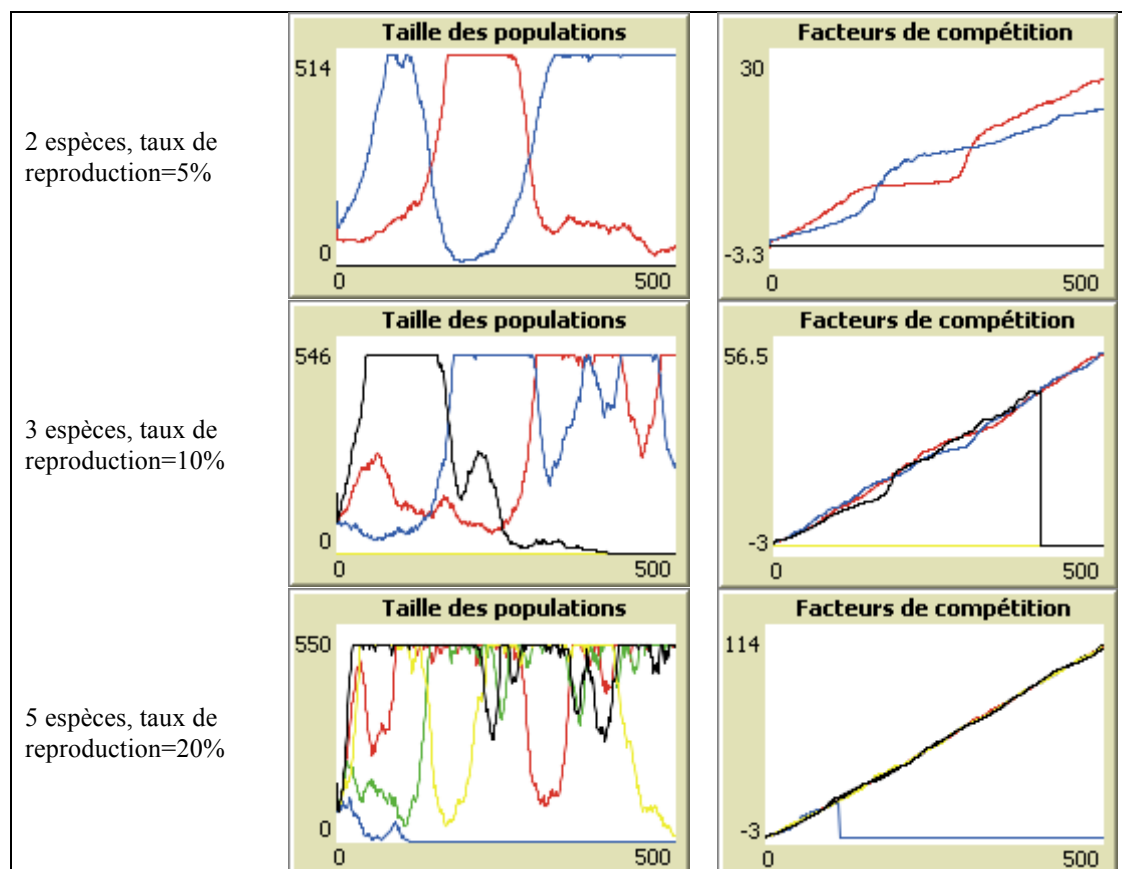 Taille des populations
514
0
0
500
Facteurs de compétition
30
-3.3
0
500
2 espèces, taux de
reproduction=5%
Taille des populations
546
0
0
500
Facteurs de compétition
56.5
-3
0
500
3 espèces, taux de
reproduction=10%
Taille des populations
550
0
0
500
Facteurs de compétition
114
-3
0
500
5 espèces, taux de
reproduction=20%